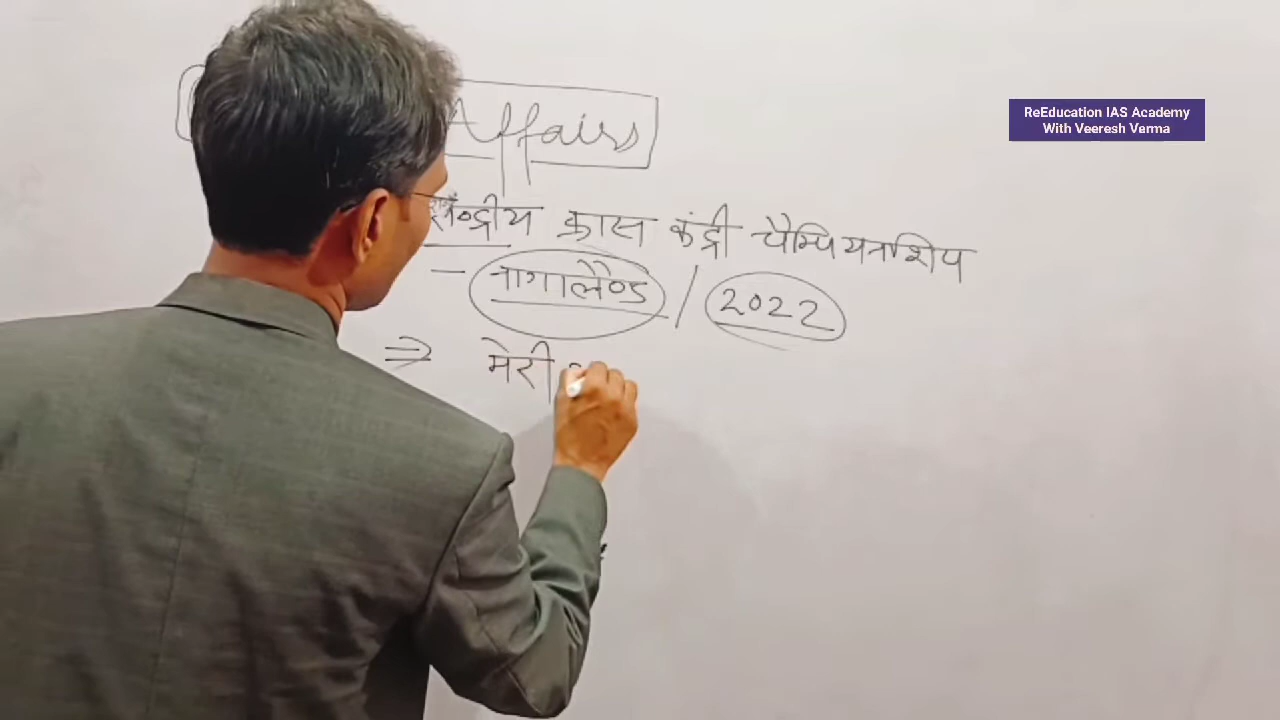 ReEducation IAS Academy
With Veeresh Verma
Affairs
क्रास कंट्री चैम्पियनशिप
- नागालैण्ड / 2022
⇒ मेरी